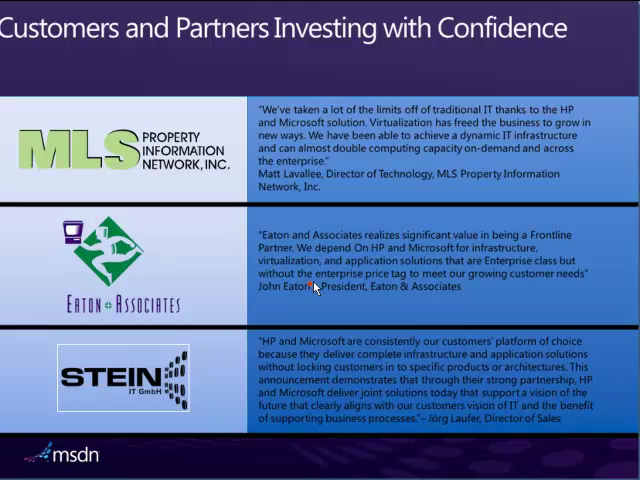 Customers and Partners Investing with Confidence
MLS PROPERTY
INFORMATION
NETWORK, INC.
"We've taken a lot of the limits off of traditional IT thanks to the HP
and Microsoft solution. Virtualization has freed the business to grow in
new ways. We have been able to achieve a dynamic IT infrastructure
and can almost double computing capacity on-demand and across
the enterprise."
Matt Lavallee, Director of Technology, MLS Property Information
Network, Inc.
EATON + ASSOCIATES
"Eaton and Associates realizes significant value in being a Frontline
Partner. We depend On HP and Microsoft for infrastructure,
virtualization, and application solutions that are Enterprise class but
without the enterprise price tag to meet our growing customer needs"
John Eaton, President, Eaton & Associates
STEIN
IT GmbH
"HP and Microsoft are consistently our customers' platform of choice
because they deliver complete infrastructure and application solutions
without locking customers in to specific products or architectures. This
announcement demonstrates that through their strong partnership, HP
and Microsoft deliver joint solutions today that support a vision of the
future that clearly aligns with our customers vision of IT and the benefit
of supporting business processes."– Jörg Laufer, Director of Sales
msdn